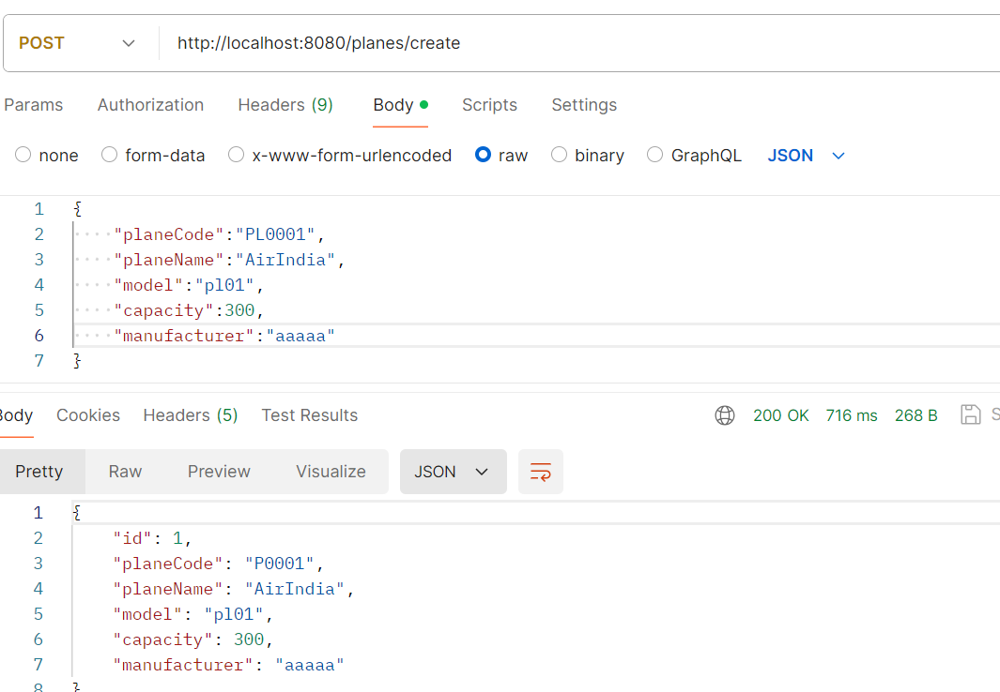 POST http://localhost:8080/planes/create
Params Authorization Headers (9) Body Scripts Settings
none form-data x-www-form-urlencoded raw binary GraphQL JSON
1 {
2 "planeCode":"PL0001",
3 "planeName":"AirIndia",
4 "model":"pl01",
5 "capacity":300,
6 "manufacturer":"aaaaa"
7 }
Body Cookies Headers (5) Test Results 200 OK 716 ms 268 B S
Pretty Raw Preview Visualize JSON
1 {
2 "id": 1,
3 "planeCode": "P0001",
4 "planeName": "AirIndia",
5 "model": "pl01",
6 "capacity": 300,
7 "manufacturer": "aaaaa"
8 }